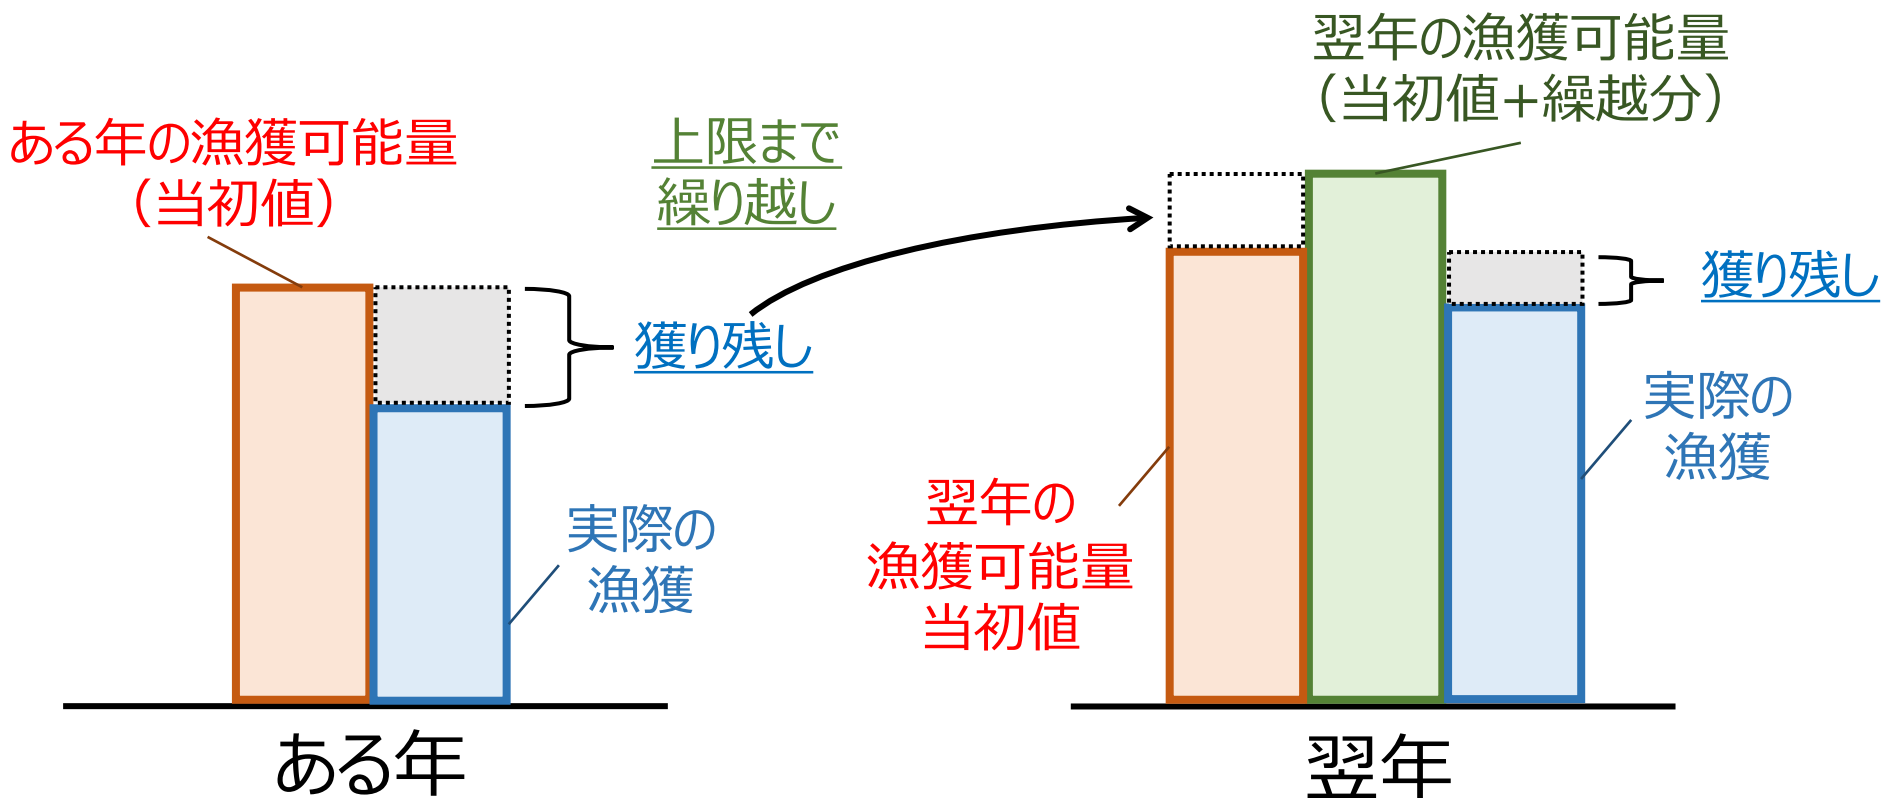 ある年の漁獲可能量
（当初値）
上限まで
繰り越し
獲り残し
実際の
漁獲
ある年
翌年の漁獲可能量
（当初値+繰越分）
獲り残し
実際の
漁獲
翌年の
漁獲可能量
当初値
翌年